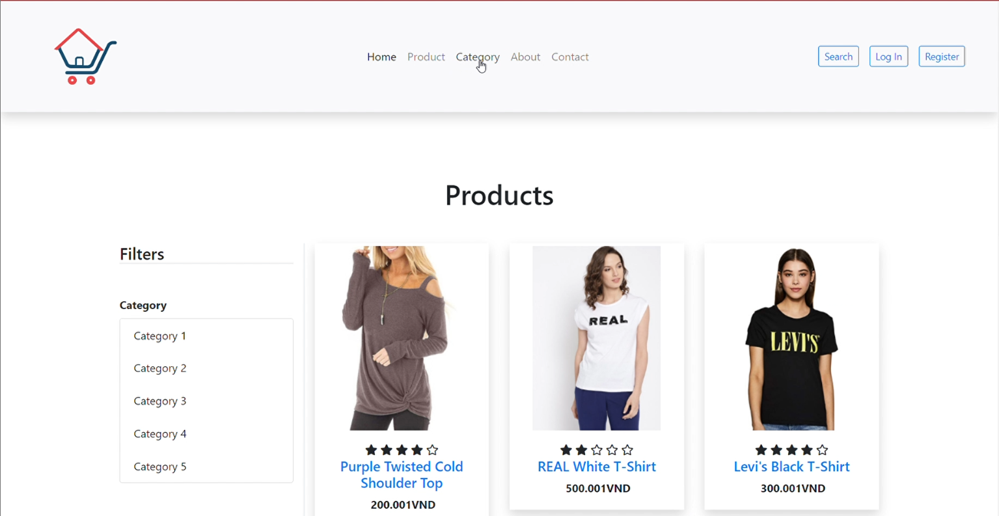 Home Product Category About Contact
Search Log In Register
Products
Filters
Category
Category 1
Category 2
Category 3
Category 4
Category 5
Purple Twisted Cold
Shoulder Top
200.001VND
REAL
REAL White T-Shirt
500.001VND
LEVI'S
Levi's Black T-Shirt
300.001VND